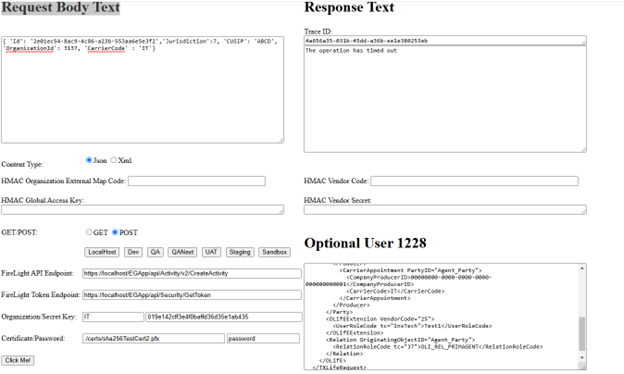 Request Body Text
{ 'Id': '2e01ec54-8ac9-4c06-a23b-553aa6e5e3f2','Jurisdiction':7, 'CUSIP': 'ABCD',
'OrganizationId': 3137, 'CarrierCode' : 'IT'}
Content Type:
Json Xml
HMAC Organization External Map Code:
HMAC Global Access Key:
GET/POST:
GET POST
LocalHost Dev QA QANext UAT Staging Sandbox
FireLight API Endpoint: https://localhost/EGApp/api/Activity/v2/CreateActivity
FireLight Token Endpoint: https://localhost/EGApp/api/Security/GetToken
Organization/Secret Key: IT 019e142cff3e4f0baffd36d35e1ab435
Certificate/Password: /certs/sha256TestCert2.pfx password
Click Me!
Response Text
Trace ID:
4a656a35-031b-45dd-a36b-ee1e380253eb
The operation has timed out
HMAC Vendor Code:
HMAC Vendor Secret:
Optional User 1228
<CarrierAppointment PartyID="Agent_Party">
<CompanyProducerID>00000000-0000-0000-0000-
000000000001</CompanyProducerID>
<CarrierCode>IT</CarrierCode>
</CarrierAppointment>
</Producer>
</Party>
<OLifEExtension VendorCode="25">
<UserRoleCode tc="InsTech">Test1</UserRoleCode>
</OLifEExtension>
<Relation OriginatingObjectID="Agent_Party">
<RelationRoleCode tc="37">OLI_REL_PRIMAGENT</RelationRoleCode>
</Relation>
</OLifE>
</TXLifeRequest>